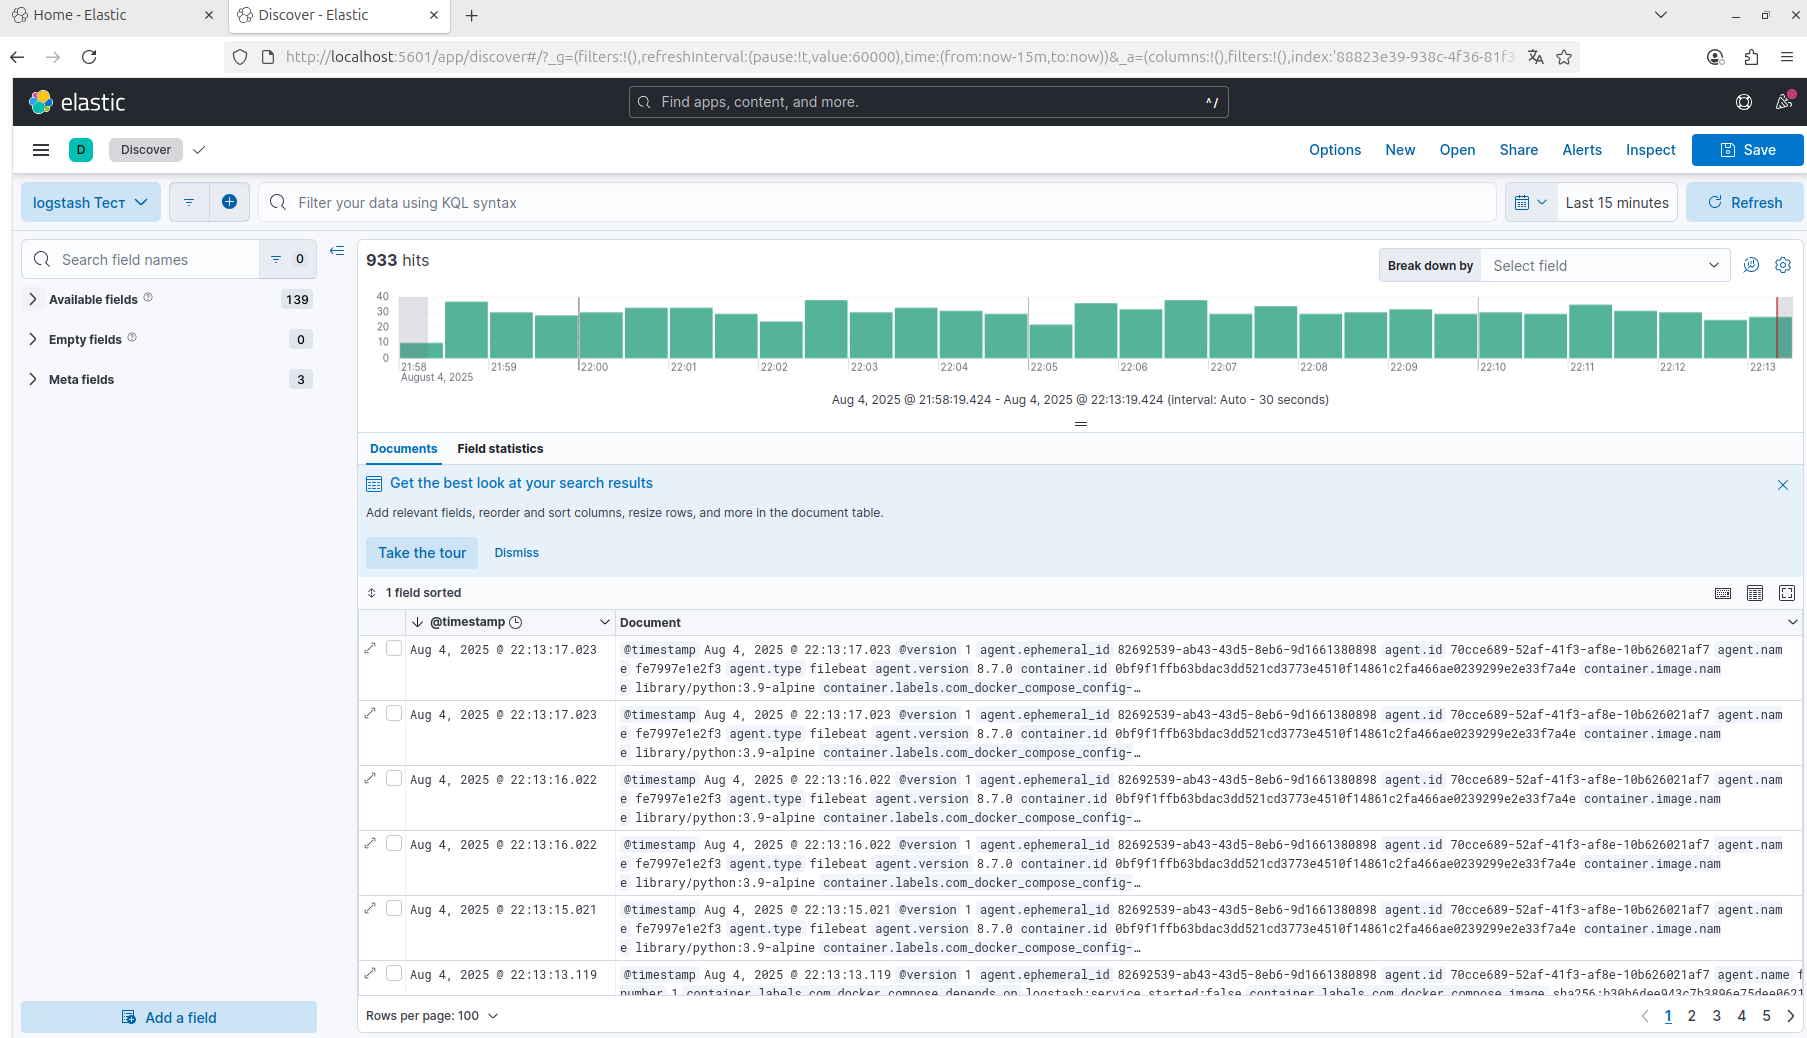 Home - Elastic
Discover - Elastic
http://localhost:5601/app/discover#/?_g=(filters:!(),refreshInterval:(pause:!t,value:60000),time:(from:now-15m,to:now))&_a=(columns:!(),filters:!(),index:'88823e39-938c-4f36-81f3-
elastic
Find apps, content, and more.
^/
D
Discover
Options
New
Open
Share
Alerts
Inspect
Save
logstash Тест
Filter your data using KQL syntax
Last 15 minutes
Refresh
Search field names
0
Available fields
139
Empty fields
0
Meta fields
3
Add a field
933 hits
Break down by
Select field
40
30
20
10
0
21:58 21:59 22:00 22:01 22:02 22:03 22:04 22:05 22:06 22:07 22:08 22:09 22:10 22:11 22:12 22:13
August 4, 2025
Aug 4, 2025 @ 21:58:19.424 - Aug 4, 2025 @ 22:13:19.424 (interval: Auto - 30 seconds)
Documents
Field statistics
Get the best look at your search results
Add relevant fields, reorder and sort columns, resize rows, and more in the document table.
Take the tour
Dismiss
1 field sorted
@timestamp
Document
Aug 4, 2025 @ 22:13:17.023
@timestamp Aug 4, 2025 @ 22:13:17.023 @version 1 agent.ephemeral_id 82692539-ab43-43d5-8eb6-9d1661380898 agent.id 70cce689-52af-41f3-af8e-10b626021af7 agent.nam
e fe7997e1e2f3 agent.type filebeat agent.version 8.7.0 container.id 0bf9f1ffb63bdac3dd521cd3773e4510f14861c2fa466ae0239299e2e33f7a4e container.image.nam
e library/python:3.9-alpine container.labels.com_docker_compose_config-…
Aug 4, 2025 @ 22:13:17.023
@timestamp Aug 4, 2025 @ 22:13:17.023 @version 1 agent.ephemeral_id 82692539-ab43-43d5-8eb6-9d1661380898 agent.id 70cce689-52af-41f3-af8e-10b626021af7 agent.nam
e fe7997e1e2f3 agent.type filebeat agent.version 8.7.0 container.id 0bf9f1ffb63bdac3dd521cd3773e4510f14861c2fa466ae0239299e2e33f7a4e container.image.nam
e library/python:3.9-alpine container.labels.com_docker_compose_config-…
Aug 4, 2025 @ 22:13:16.022
@timestamp Aug 4, 2025 @ 22:13:16.022 @version 1 agent.ephemeral_id 82692539-ab43-43d5-8eb6-9d1661380898 agent.id 70cce689-52af-41f3-af8e-10b626021af7 agent.nam
e fe7997e1e2f3 agent.type filebeat agent.version 8.7.0 container.id 0bf9f1ffb63bdac3dd521cd3773e4510f14861c2fa466ae0239299e2e33f7a4e container.image.nam
e library/python:3.9-alpine container.labels.com_docker_compose_config-…
Aug 4, 2025 @ 22:13:16.022
@timestamp Aug 4, 2025 @ 22:13:16.022 @version 1 agent.ephemeral_id 82692539-ab43-43d5-8eb6-9d1661380898 agent.id 70cce689-52af-41f3-af8e-10b626021af7 agent.nam
e fe7997e1e2f3 agent.type filebeat agent.version 8.7.0 container.id 0bf9f1ffb63bdac3dd521cd3773e4510f14861c2fa466ae0239299e2e33f7a4e container.image.nam
e library/python:3.9-alpine container.labels.com_docker_compose_config-…
Aug 4, 2025 @ 22:13:15.021
@timestamp Aug 4, 2025 @ 22:13:15.021 @version 1 agent.ephemeral_id 82692539-ab43-43d5-8eb6-9d1661380898 agent.id 70cce689-52af-41f3-af8e-10b626021af7 agent.nam
e fe7997e1e2f3 agent.type filebeat agent.version 8.7.0 container.id 0bf9f1ffb63bdac3dd521cd3773e4510f14861c2fa466ae0239299e2e33f7a4e container.image.nam
e library/python:3.9-alpine container.labels.com_docker_compose_config-…
Aug 4, 2025 @ 22:13:13.119
@timestamp Aug 4, 2025 @ 22:13:13.119 @version 1 agent.ephemeral_id 82692539-ab43-43d5-8eb6-9d1661380898 agent.id 70cce689-52af-41f3-af8e-10b626021af7 agent.name f
number 1 container.labels.com_docker_compose_depends_on logstash:service_started:false container.labels.com_docker_compose_image
Rows per page: 100
1 2 3 4 5